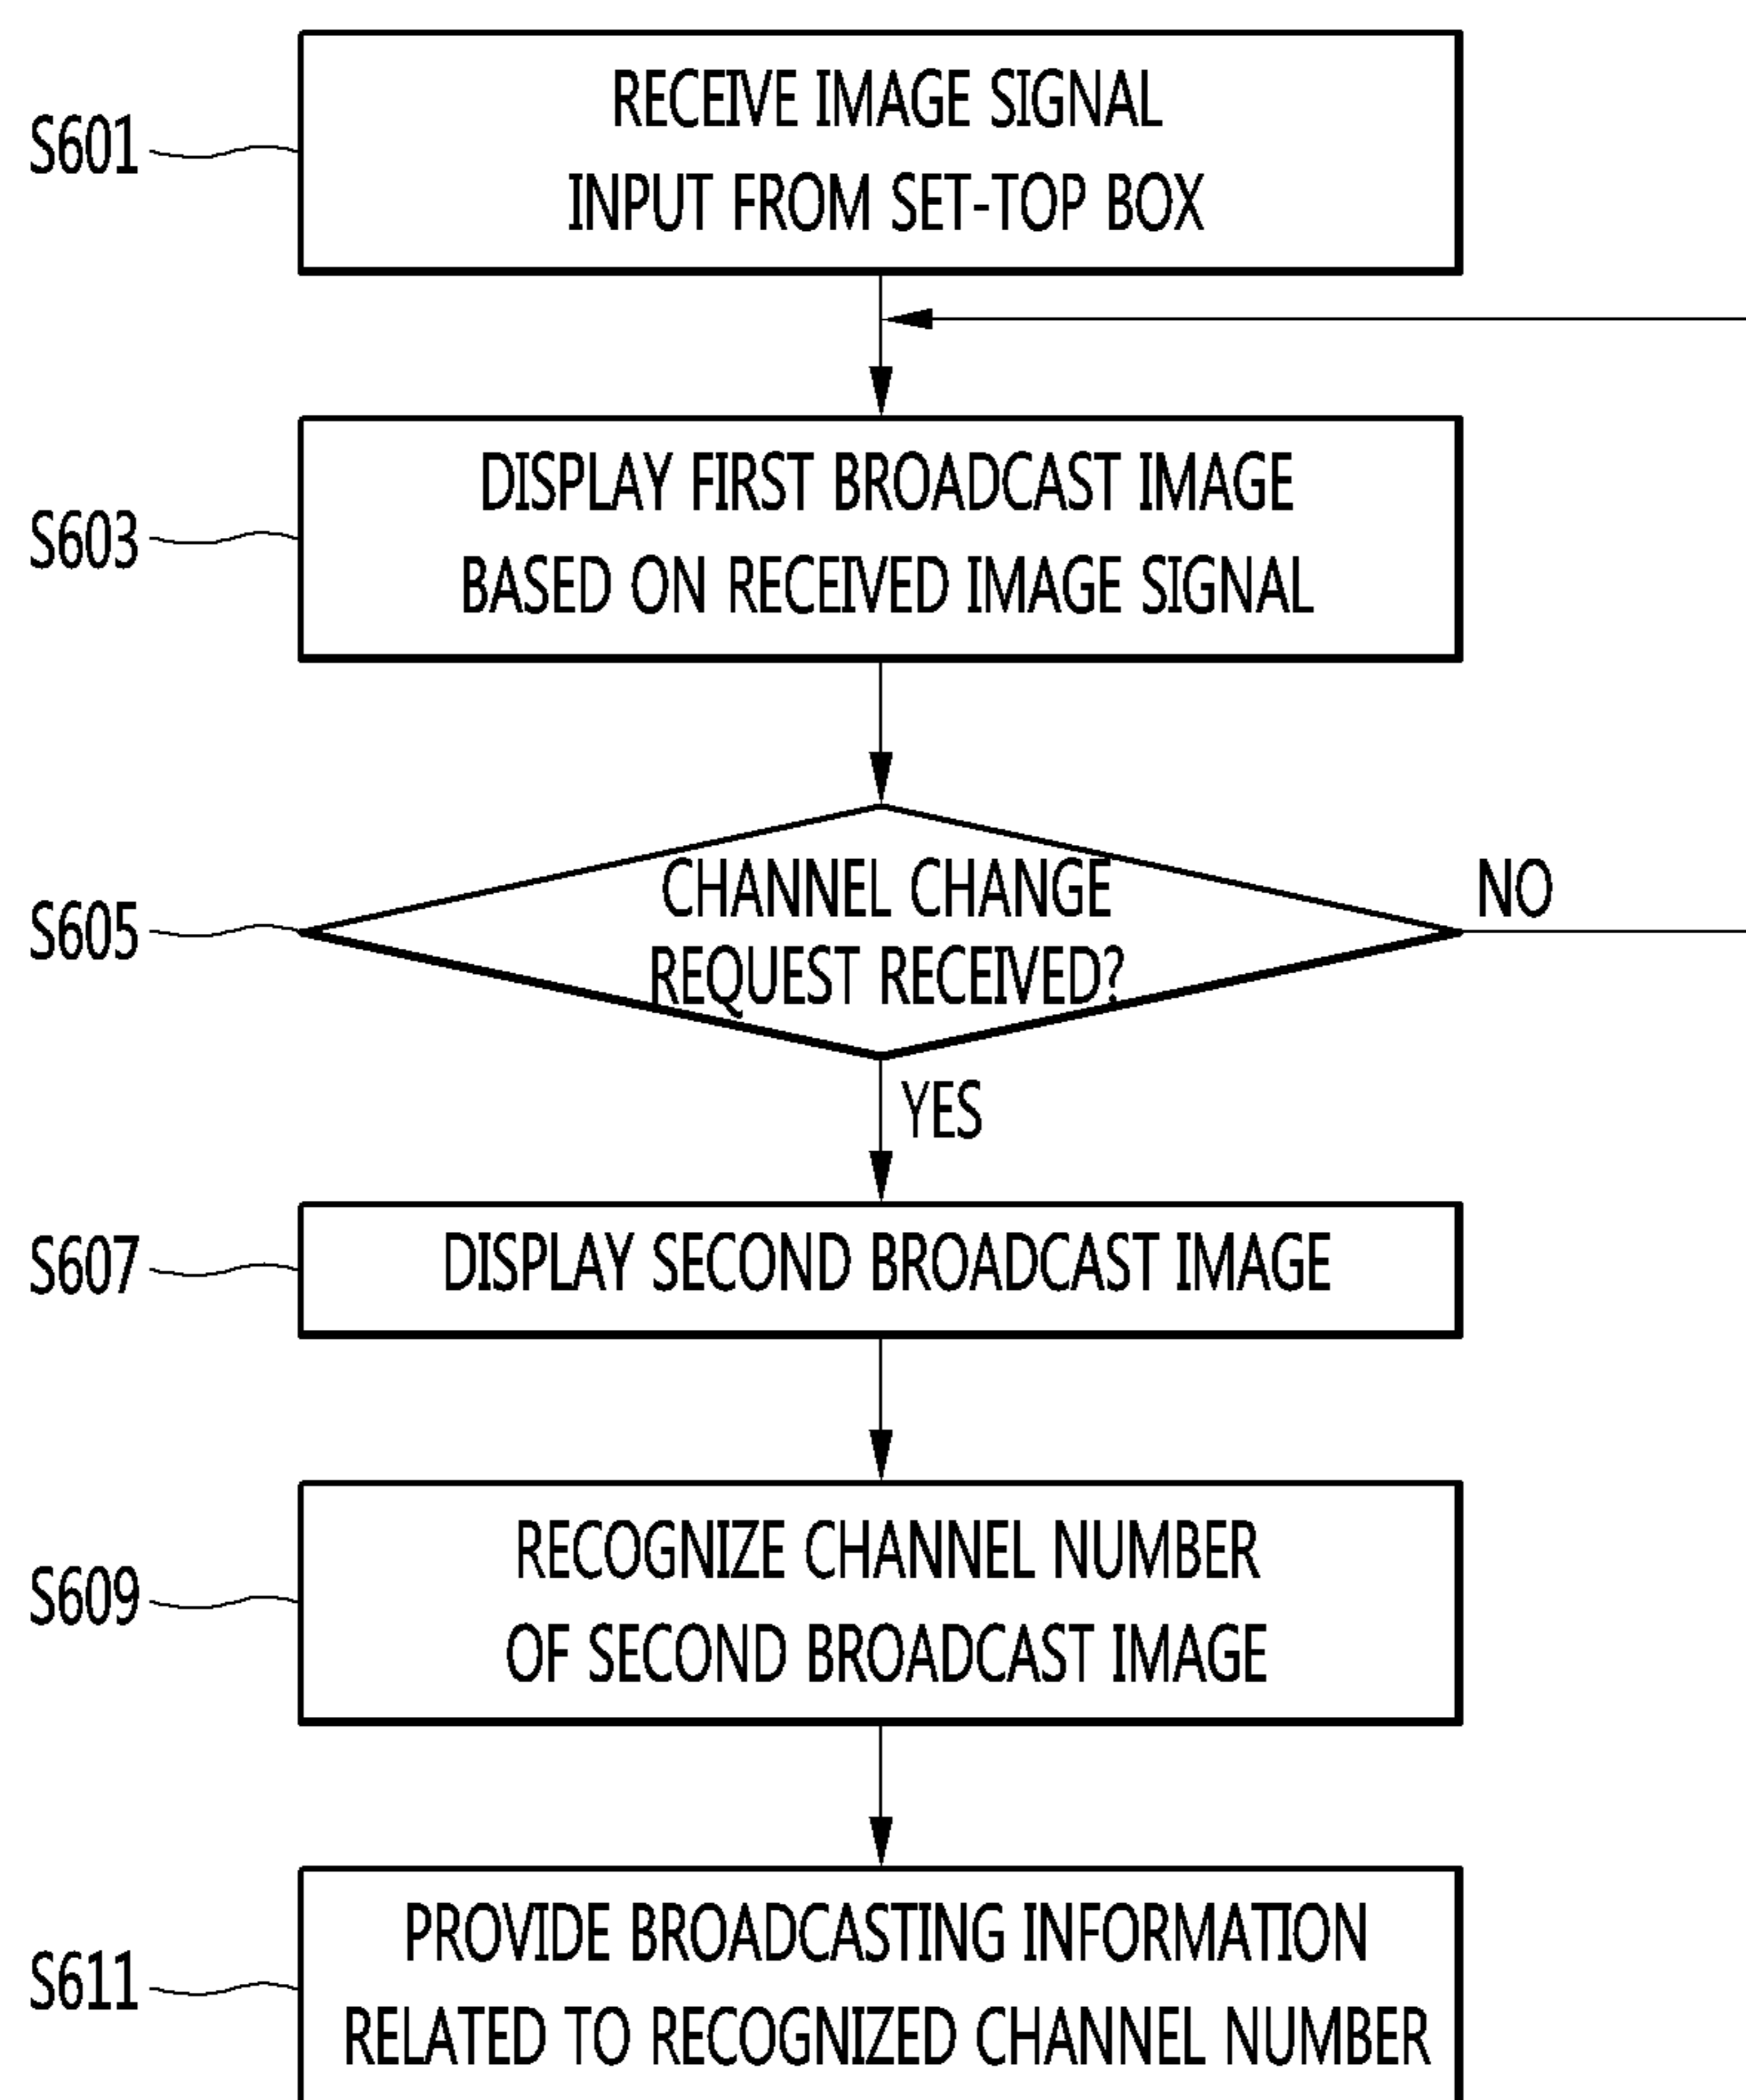 S601
RECEIVE IMAGE SIGNAL
INPUT FROM SET-TOP BOX
S603
DISPLAY FIRST BROADCAST IMAGE
BASED ON RECEIVED IMAGE SIGNAL
S605
CHANNEL CHANGE
REQUEST RECEIVED?
NO
YES
S607
DISPLAY SECOND BROADCAST IMAGE
S609
RECOGNIZE CHANNEL NUMBER
OF SECOND BROADCAST IMAGE
S611
PROVIDE BROADCASTING INFORMATION
RELATED TO RECOGNIZED CHANNEL NUMBER